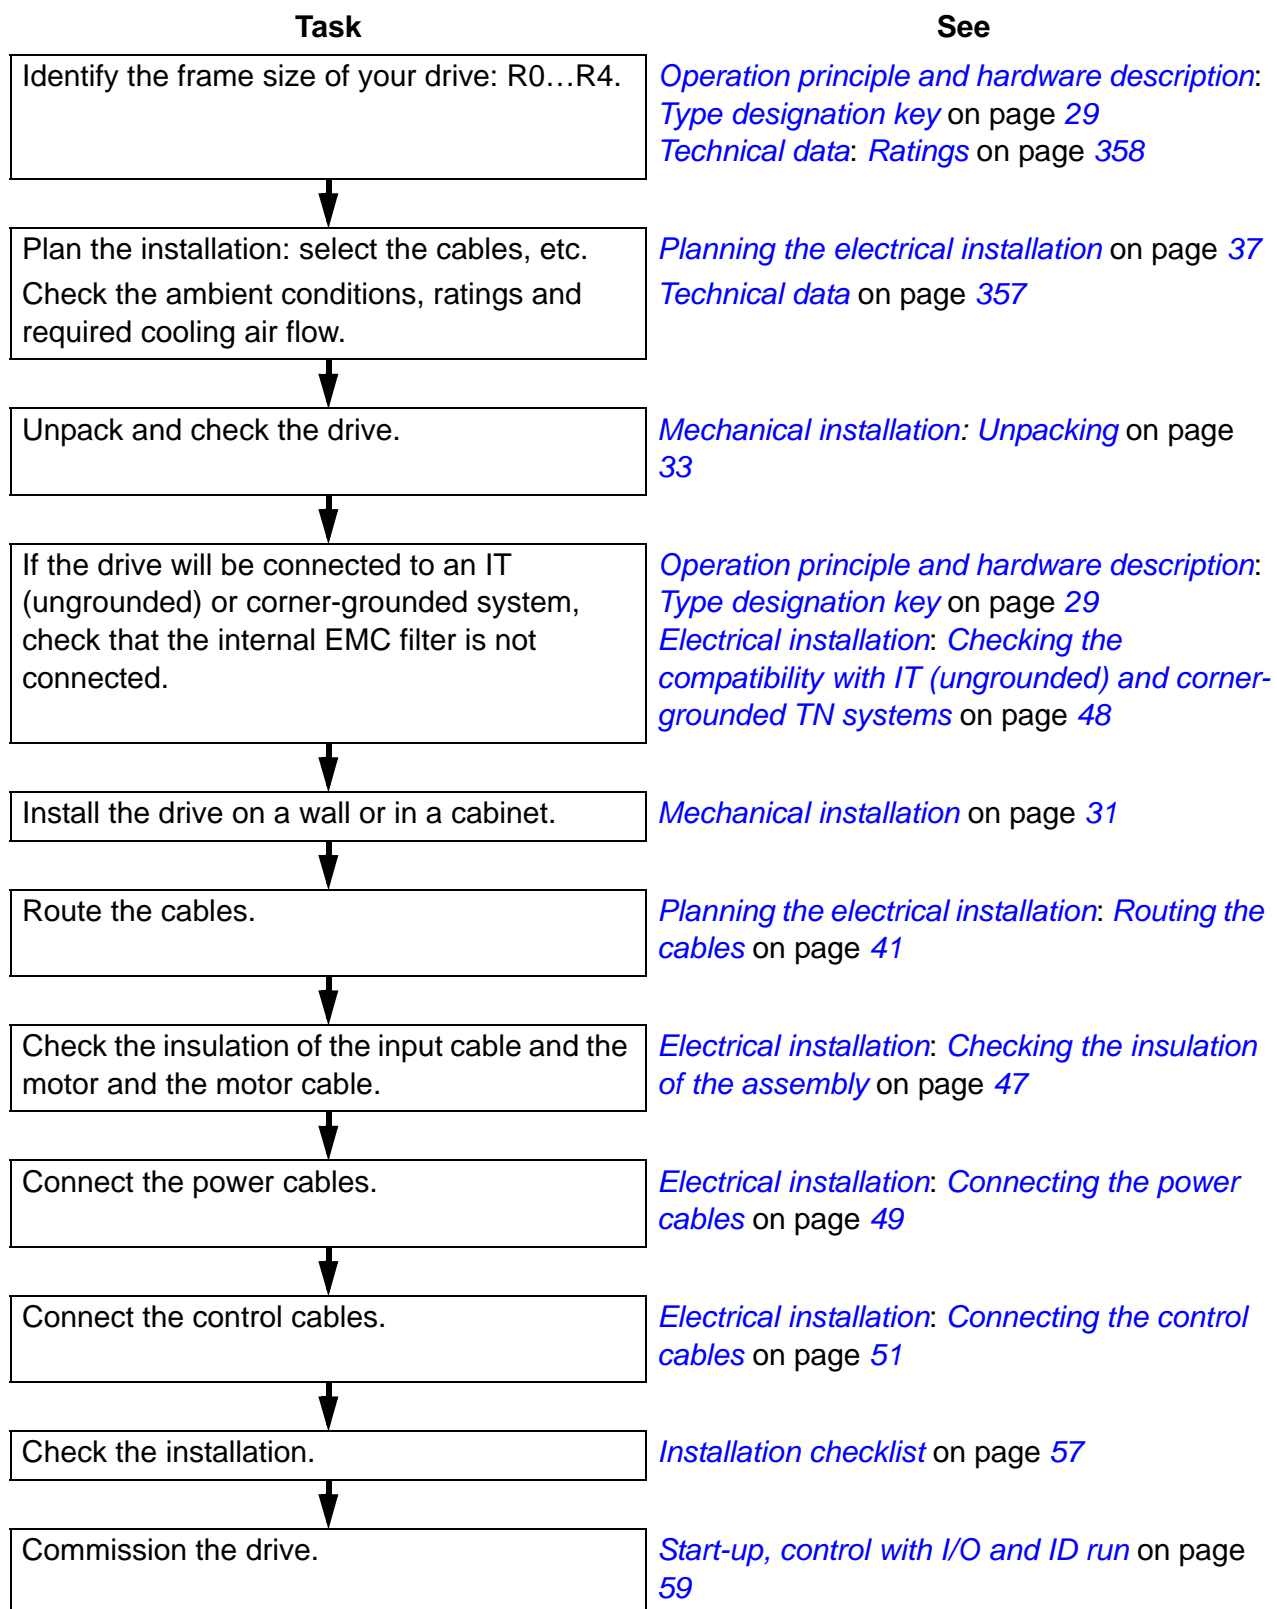 Task
See
Identify the frame size of your drive: R0…R4.
Operation principle and hardware description:
Type designation key on page 29
Technical data: Ratings on page 358
Plan the installation: select the cables, etc.
Check the ambient conditions, ratings and
required cooling air flow.
Planning the electrical installation on page 37
Technical data on page 357
Unpack and check the drive.
Mechanical installation: Unpacking on page
33
If the drive will be connected to an IT
(ungrounded) or corner-grounded system,
check that the internal EMC filter is not
connected.
Operation principle and hardware description:
Type designation key on page 29
Electrical installation: Checking the
compatibility with IT (ungrounded) and corner-
grounded TN systems on page 48
Install the drive on a wall or in a cabinet.
Mechanical installation on page 31
Route the cables.
Planning the electrical installation: Routing the
cables on page 41
Check the insulation of the input cable and the
motor and the motor cable.
Electrical installation: Checking the insulation
of the assembly on page 47
Connect the power cables.
Electrical installation: Connecting the power
cables on page 49
Connect the control cables.
Electrical installation: Connecting the control
cables on page 51
Check the installation.
Installation checklist on page 57
Commission the drive.
Start-up, control with I/O and ID run on page
59